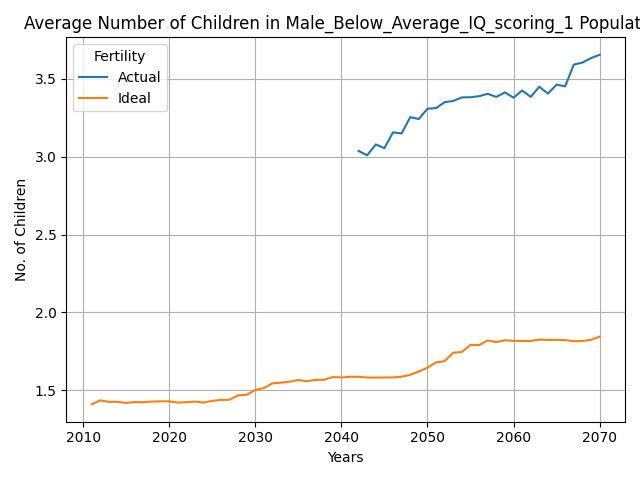 Average Number of Children in Male_Below_Average_IQ_scoring_1 Populat
Fertility
Actual
Ideal
3.5
3.0
2.5
2.0
1.5
No. of Children
2010 2020 2030 2040 2050 2060 2070
Years